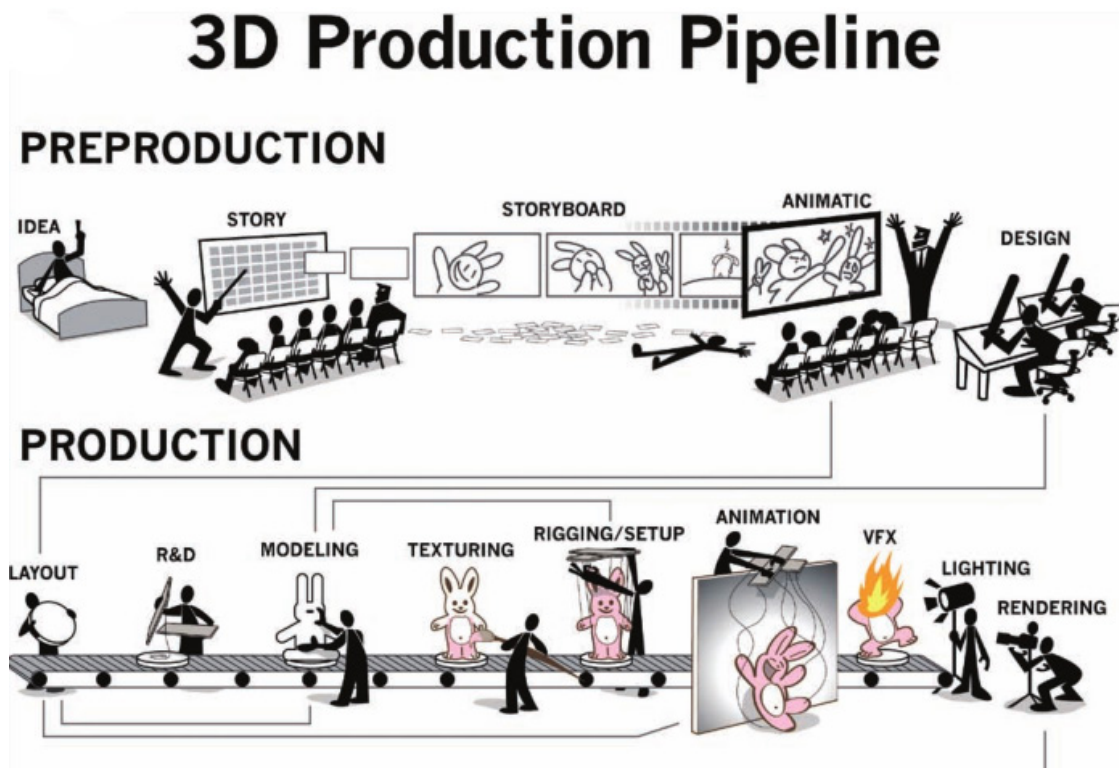 3D Production Pipeline
PREPRODUCTION
IDEA
STORY
STORYBOARD
ANIMATIC
DESIGN
PRODUCTION
LAYOUT
R&D
MODELING
TEXTURING
RIGGING/SETUP
ANIMATION
VFX
LIGHTING
RENDERING